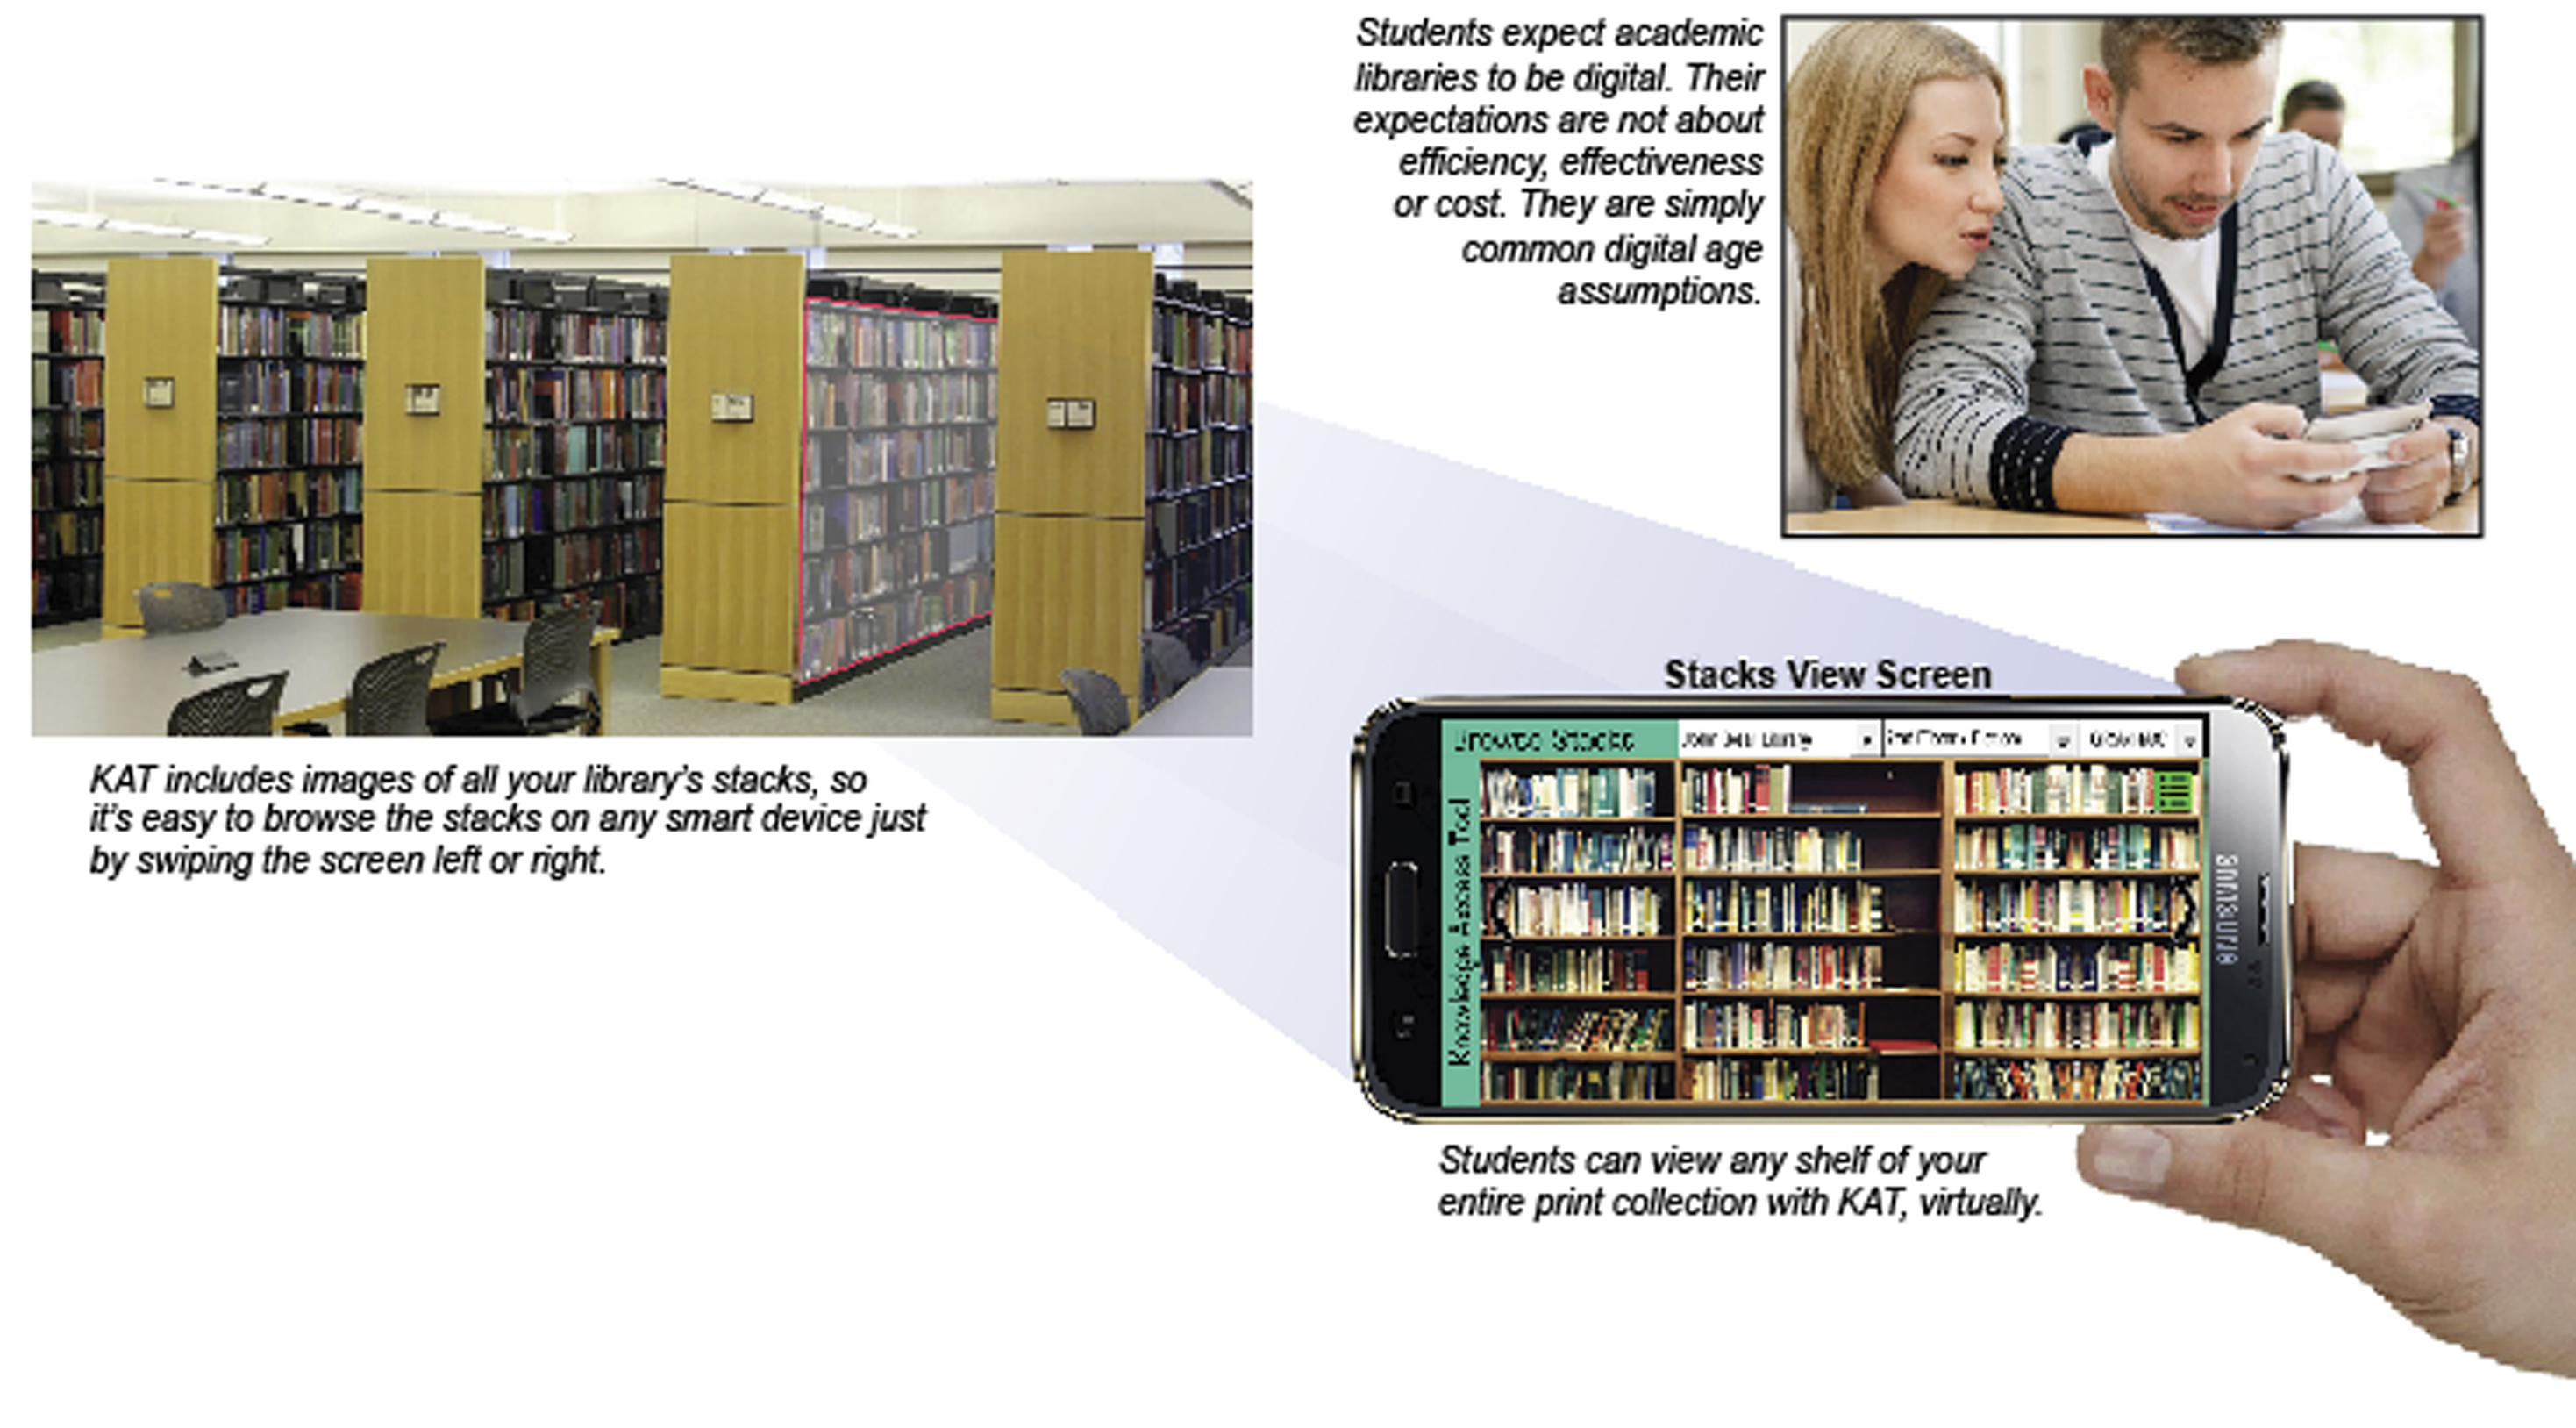 Students expect academic
libraries to be digital. Their
expectations are not about
efficiency, effectiveness
or cost. They are simply
common digital age
assumptions.
KAT includes images of all your library's stacks, so
it's easy to browse the stacks on any smart device just
by swiping the screen left or right.
Stacks View Screen
Browse Stacks
Knowledge Access Tool
SAMSUNG
Students can view any shelf of your
entire print collection with KAT, virtually.